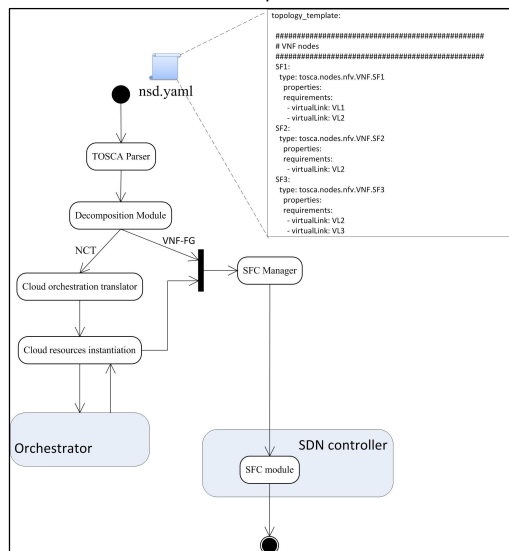 topology_template:
##################################################
# VNF nodes
##################################################
SF1:
type: tosca.nodes.nfv.VNF.SF1
properties:
requirements:
- virtualLink: VL1
- virtualLink: VL2
SF2:
type: tosca.nodes.nfv.VNF.SF2
properties:
requirements:
- virtualLink: VL2
SF3:
type: tosca.nodes.nfv.VNF.SF3
properties:
requirements:
- virtualLink: VL2
- virtualLink: VL3
nsd.yaml
TOSCA Parser
Decomposition Module
NCT
VNF-FG
Cloud orchestration translator
SFC Manager
Cloud resources instantiation
Orchestrator
SDN controller
SFC module